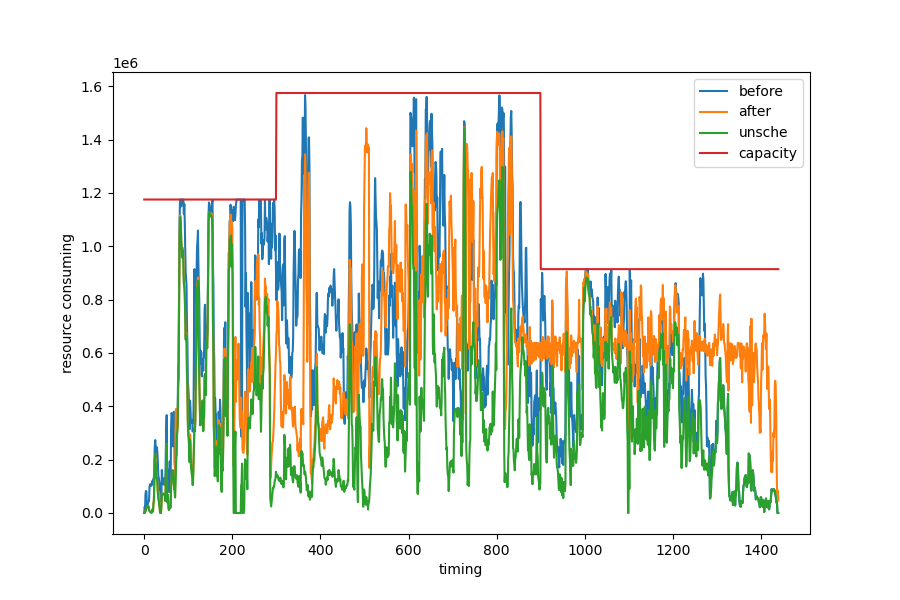 1e6
1.6
1.4
1.2
1.0
0.8
0.6
0.4
0.2
0.0
resource consuming
before
after
unsche
capacity
0 200 400 600 800 1000 1200 1400
timing